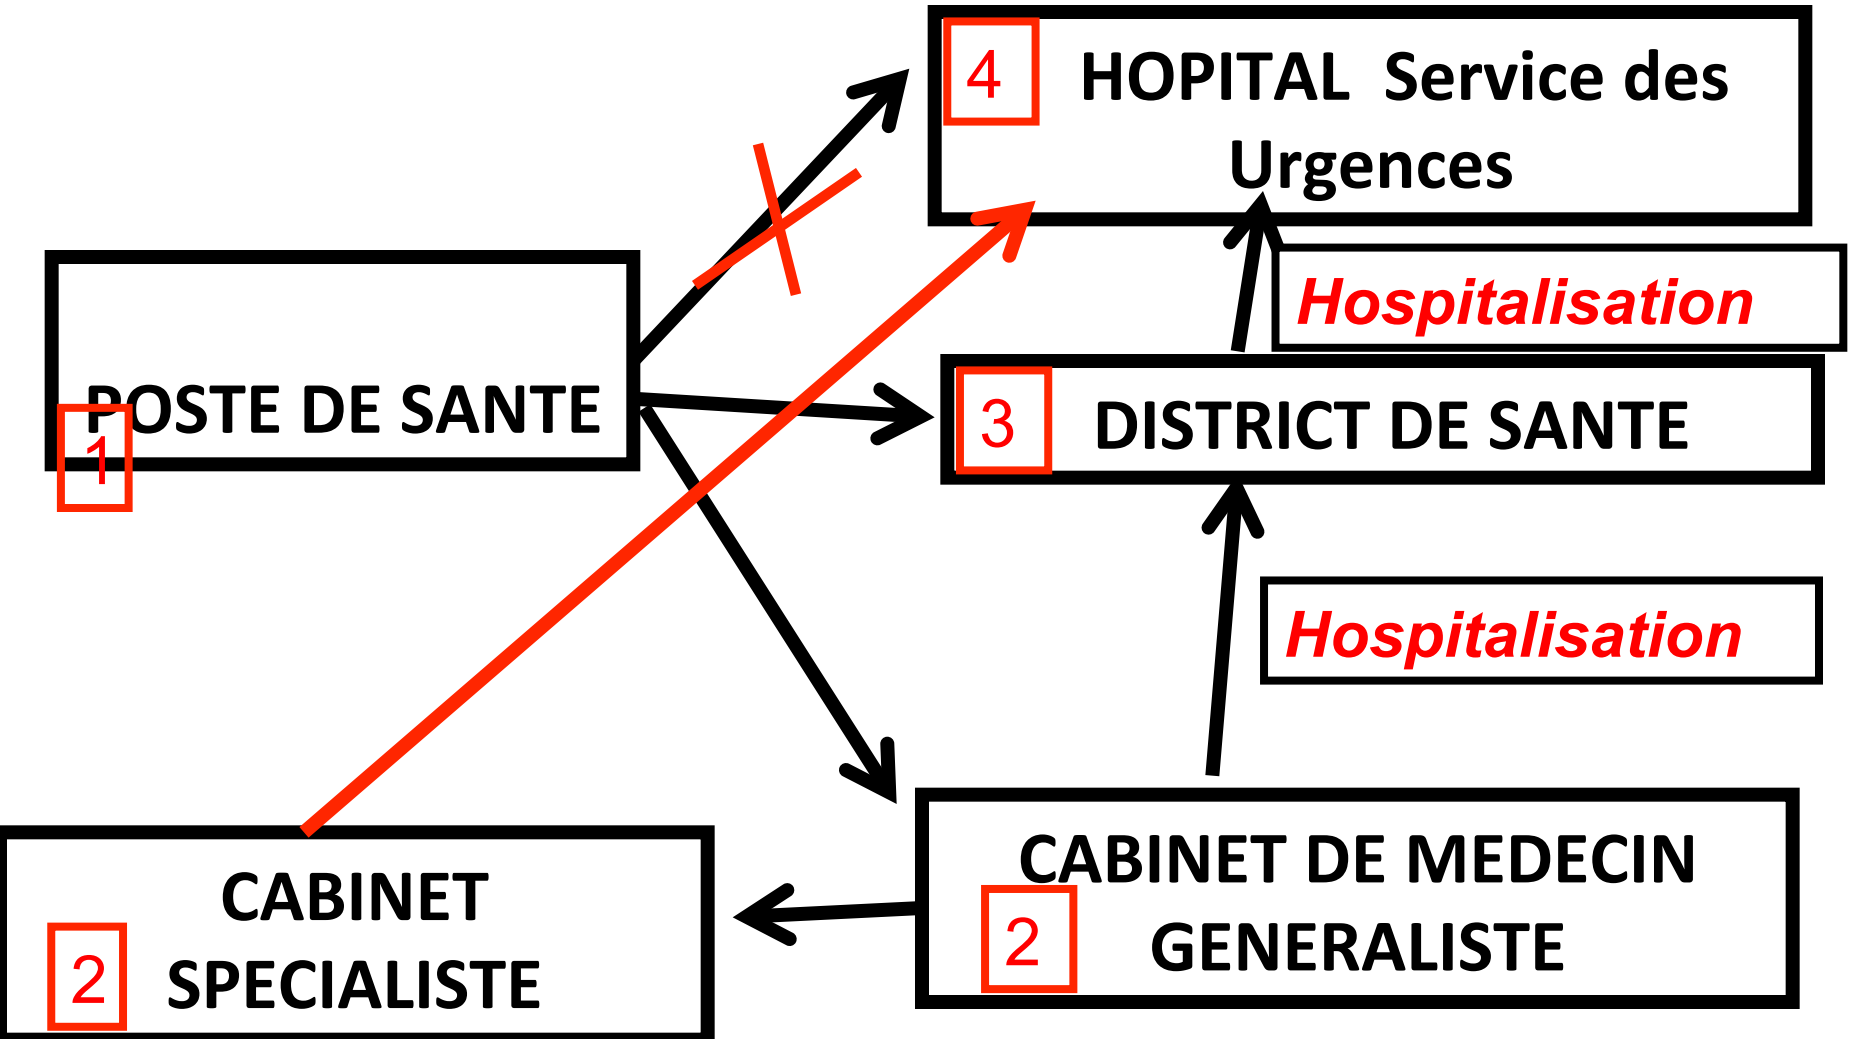 4
HOPITAL Service des
Urgences
Hospitalisation
POSTE DE SANTE
1
3
DISTRICT DE SANTE
Hospitalisation
CABINET DE MEDECIN
2
GENERALISTE
CABINET
2
SPECIALISTE